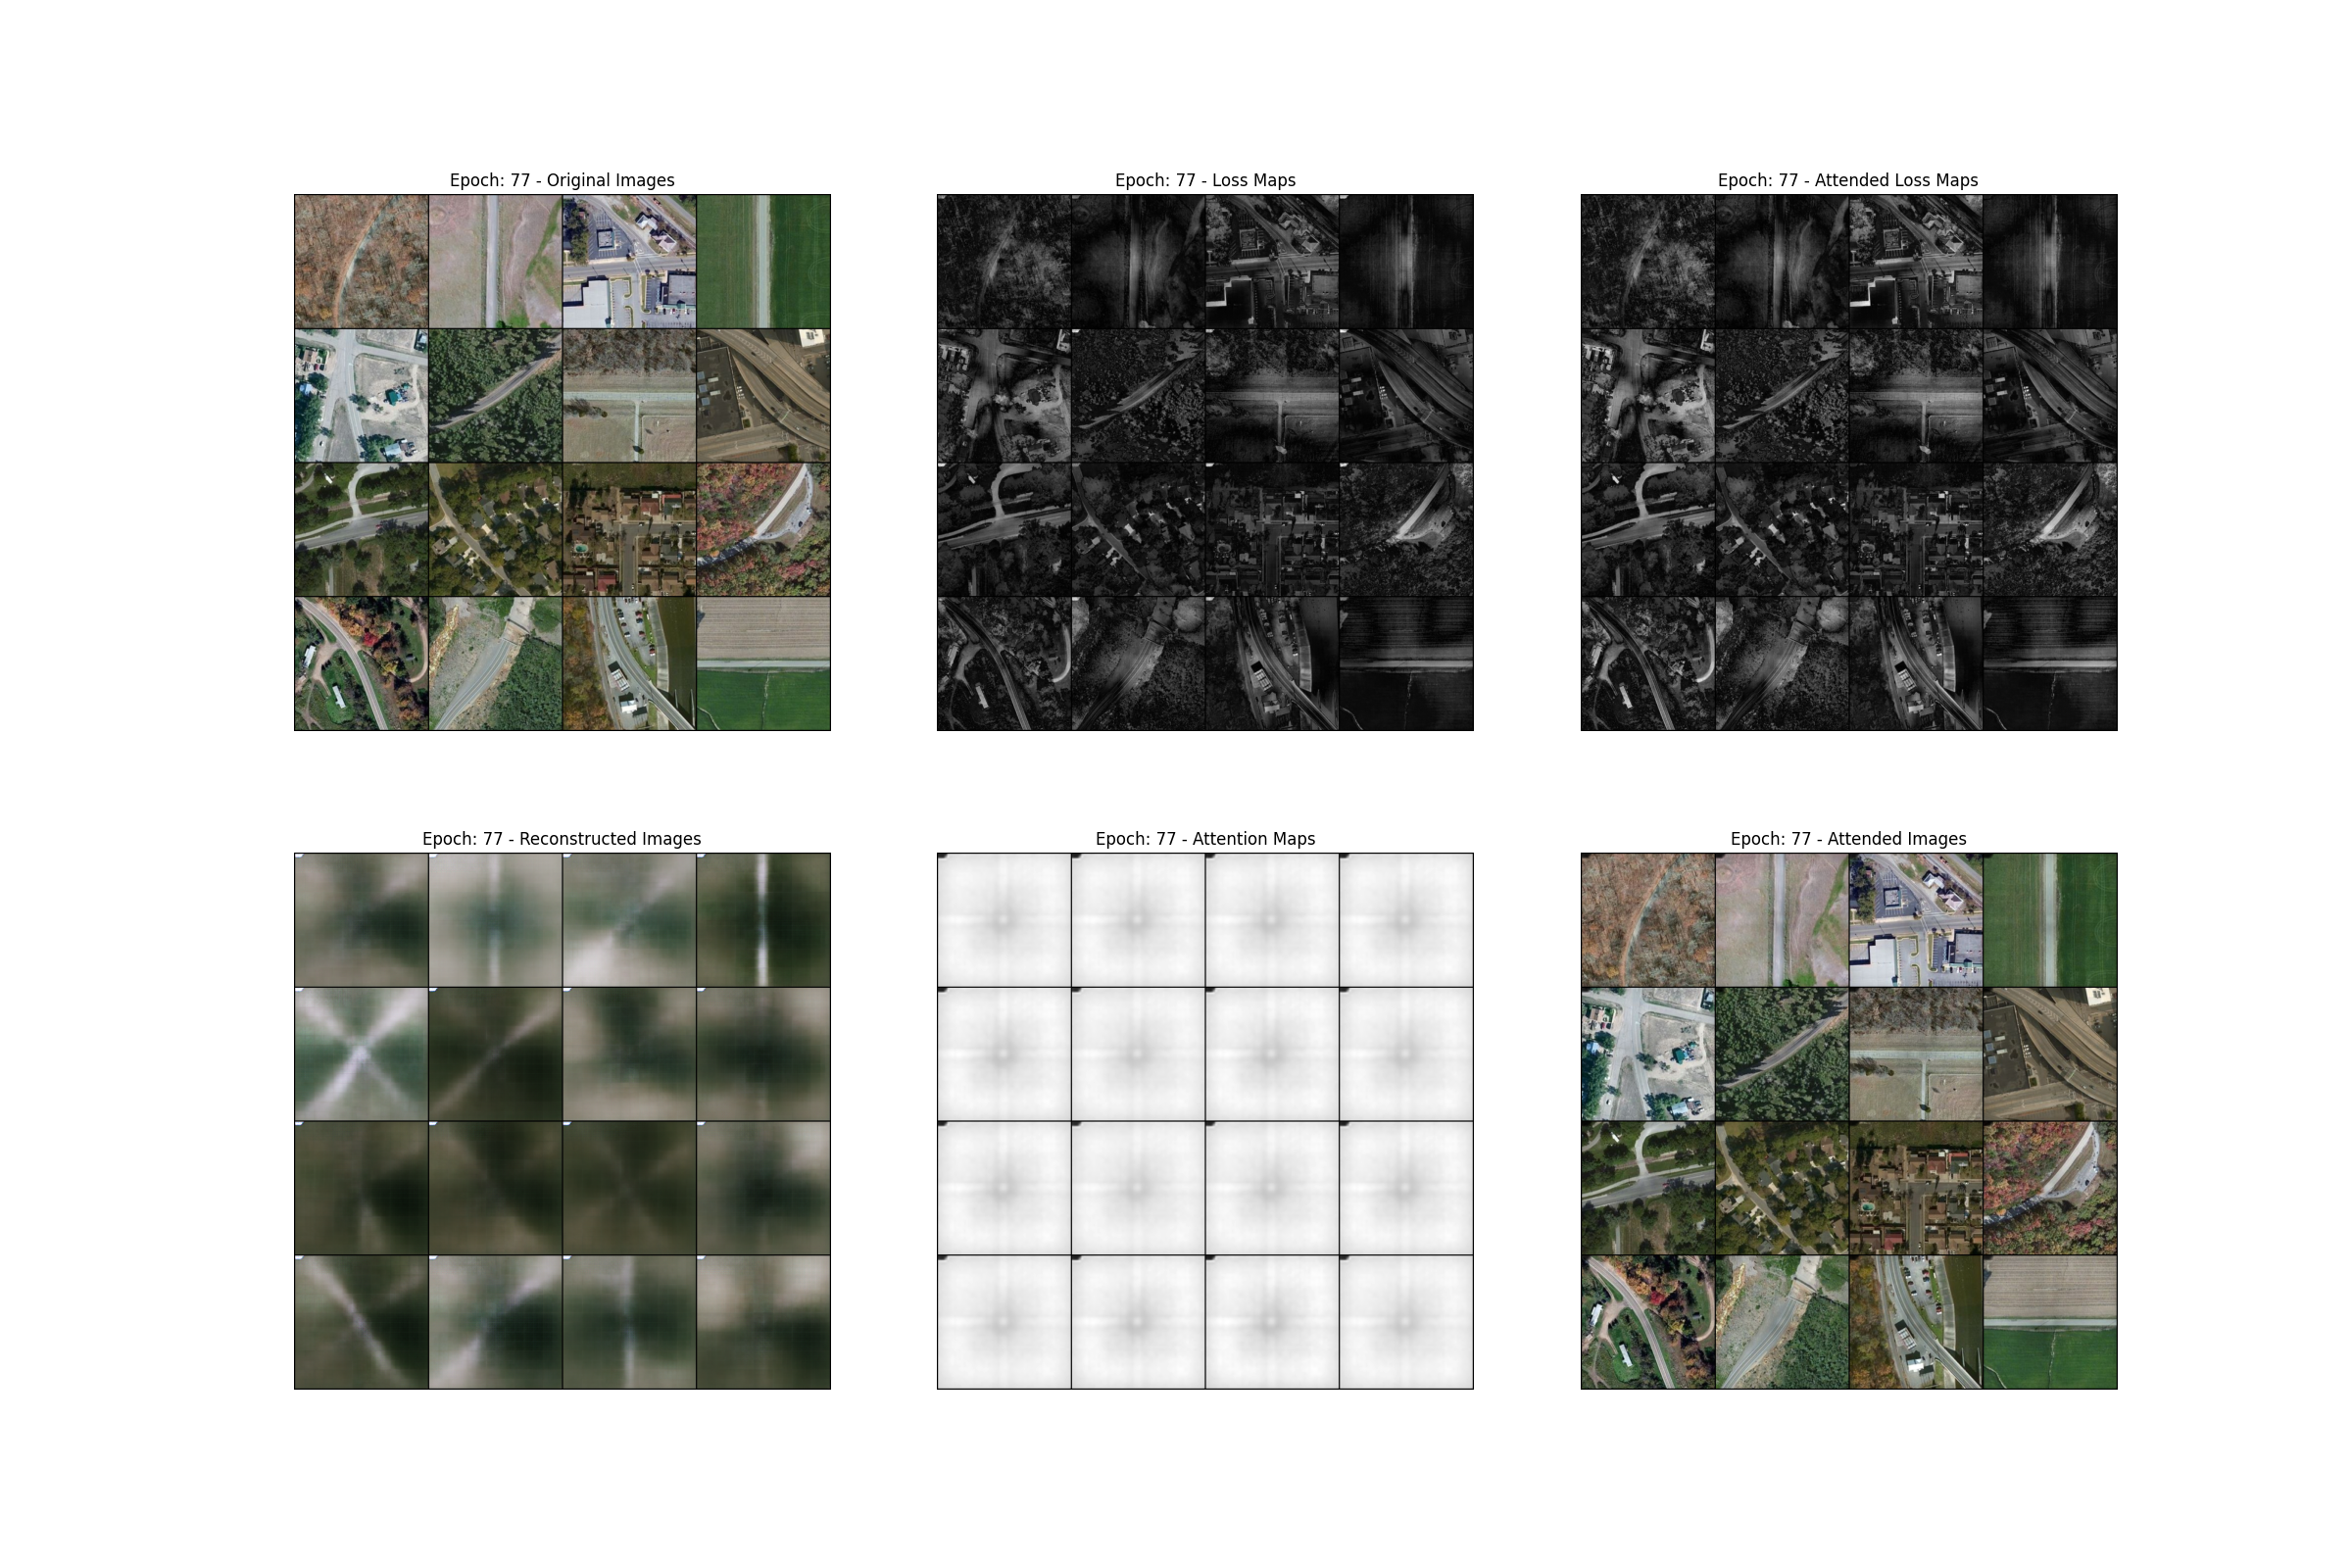 Epoch: 77 - Original Images
Epoch: 77 - Loss Maps
Epoch: 77 - Attended Loss Maps
Epoch: 77 - Reconstructed Images
Epoch: 77 - Attention Maps
Epoch: 77 - Attended Images